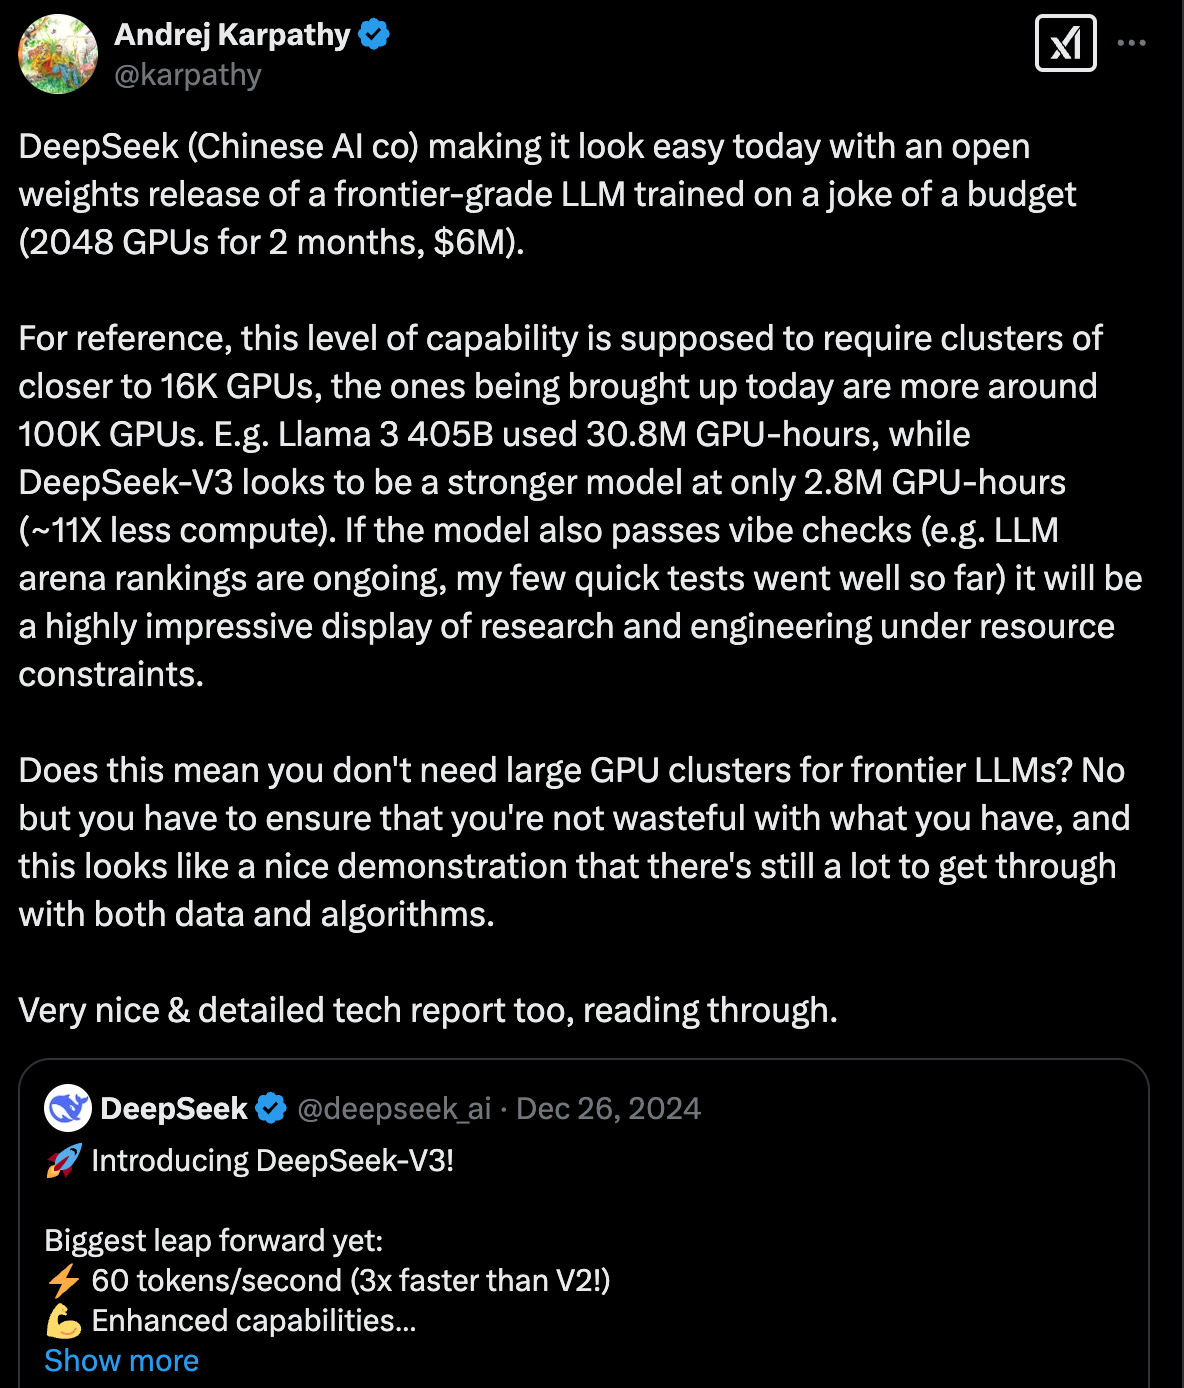 Andrej Karpathy
@karpathy
DeepSeek (Chinese AI co) making it look easy today with an open
weights release of a frontier-grade LLM trained on a joke of a budget
(2048 GPUs for 2 months, $6M).
For reference, this level of capability is supposed to require clusters of
closer to 16K GPUs, the ones being brought up today are more around
100K GPUs. E.g. Llama 3 405B used 30.8M GPU-hours, while
DeepSeek-V3 looks to be a stronger model at only 2.8M GPU-hours
(~11X less compute). If the model also passes vibe checks (e.g. LLM
arena rankings are ongoing, my few quick tests went well so far) it will be
a highly impressive display of research and engineering under resource
constraints.
Does this mean you don't need large GPU clusters for frontier LLMs? No
but you have to ensure that you're not wasteful with what you have, and
this looks like a nice demonstration that there's still a lot to get through
with both data and algorithms.
Very nice & detailed tech report too, reading through.
DeepSeek @deepseek_ai · Dec 26, 2024
🚀 Introducing DeepSeek-V3!
Biggest leap forward yet:
⚡ 60 tokens/second (3x faster than V2!)
💪 Enhanced capabilities...
Show more